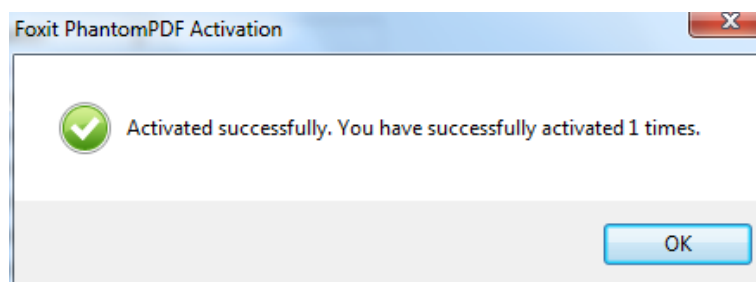 Foxit PhantomPDF Activation
Activated successfully. You have successfully activated 1 times.
OK